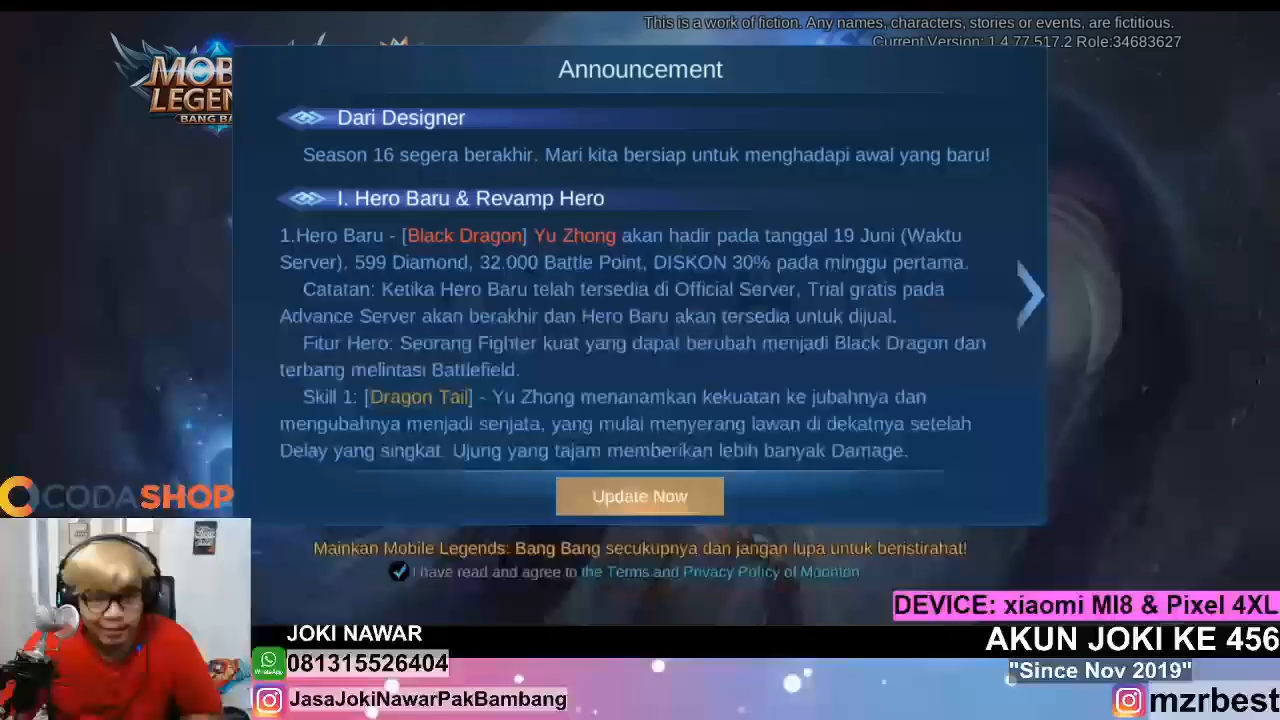 This is a work of fiction. Any names, characters, stories or events, are fictitious.
Current Version: 1.4.77.517.2 Role:34683627
MOB
LEGEN
BANG BA
Announcement
Dari Designer
Season 16 segera berakhir. Mari kita bersiap untuk menghadapi awal yang baru!
I. Hero Baru & Revamp Hero
1.Hero Baru - [Black Dragon] Yu Zhong akan hadir pada tanggal 19 Juni (Waktu
Server). 599 Diamond, 32.000 Battle Point, DISKON 30% pada minggu pertama.
Catatan: Ketika Hero Baru telah tersedia di Official Server, Trial gratis pada
Advance Server akan berakhir dan Hero Baru akan tersedia untuk dijual.
Fitur Hero: Seorang Fighter kuat yang dapat berubah menjadi Black Dragon dan
terbang melintasi Battlefield.
Skill 1: [Dragon Tail] - Yu Zhong menanamkan kekuatan ke jubahnya dan
mengubahnya menjadi senjata, yang mulai menyerang lawan di dekatnya setelah
Delay yang singkat. Ujung yang tajam memberikan lebih banyak Damage.
Update Now
CODASHOP
Mainkan Mobile Legends: Bang Bang secukupnya dan jangan lupa untuk beristirahat!
I have read and agree to the Terms and Privacy Policy of Moonton
DEVICE: xiaomi MI8 & Pixel 4XL
JOKI NAWAR
AKUN JOKI KE 456
081315526404
"Since Nov 2019"
JasaJokiNawarPakBambang
mzrbest